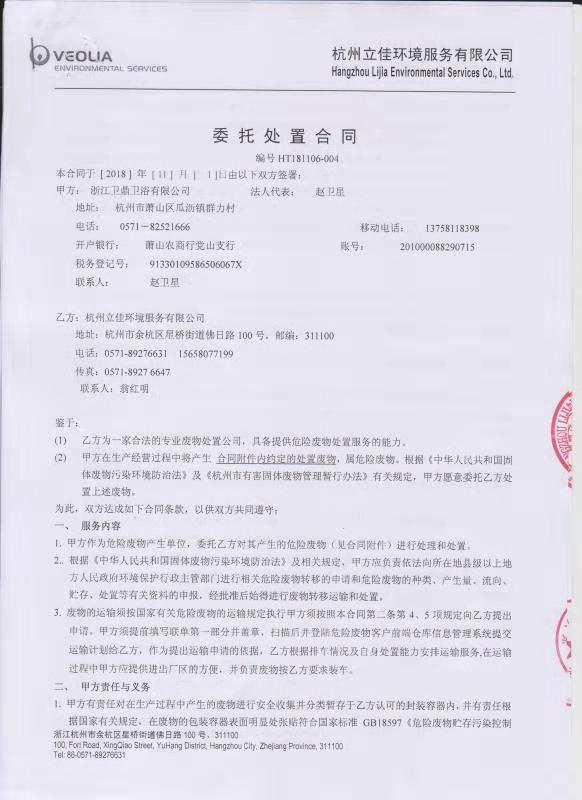 VEOLIA
ENVIRONMENTAL SERVICES
杭州立佳环境服务有限公司
Hangzhou Lijia Environmental Services Co., Ltd.
委托处置合同
编号 HT181106-004
本合同于 [ 2018 ] 年 [ 11 ] 月 [ 1 ]日由以下双方签署:
甲方: 浙江卫鼎卫浴有限公司 法人代表: 赵卫星
地址: 杭州市萧山区瓜沥镇群力村
电话: 0571-82521666 移动电话: 13758118398
开户银行: 萧山农商行党山支行 账号: 201000088290715
税务登记号: 91330109586506067X
联系人: 赵卫星
乙方: 杭州立佳环境服务有限公司
地址: 杭州市余杭区星桥街道佛日路 100 号, 邮编: 311100
电话: 0571-89276631 15658077199
传真: 0571-8927 6647
联系人: 翁红明
鉴于:
(1) 乙方为一家合法的专业废物处置公司, 具备提供危险废物处置服务的能力。
(2) 甲方在生产经营过程中将产生 合同附件内约定的处置废物, 属危险废物。根据《中华人民共和国固
体废物污染环境防治法》及《杭州市有害固体废物管理暂行办法》有关规定, 甲方愿意委托乙方处
置上述废物。
为此, 双方达成如下合同条款, 以供双方共同遵守:
一、 服务内容
1. 甲方作为危险废物产生单位, 委托乙方对其产生的危险废物 (见合同附件) 进行处理和处置。
2.. 根据《中华人民共和国固体废物污染环境防治法》及相关规定, 甲方应负责依法向所在地县级以上地
方人民政府环境保护行政主管部门进行相关危险废物转移的申请和危险废物的种类、产生量、流向、
贮存、处置等有关资料的申报, 经批准后始得进行废物转移运输和处置。
3. 废物的运输须按国家有关危险废物的运输规定执行甲方须按照本合同第二条第 4、5 项规定向乙方提出
申请。甲方须提前填写联单第一部分并盖章, 扫描后并登陆危险废物客户前端仓库信息管理系统提交
运输计划给乙方, 作为提出运输申请的依据, 乙方根据排车情况及自身处置能力安排运输服务,在运输
过程中甲方应提供进出厂区的方便, 并负责废物按乙方要求装车。
二、 甲方责任与义务
1. 甲方有责任对在生产过程中产生的废物进行安全收集并分类暂存于乙方认可的封装容器内, 并有责任根
据国家有关规定, 在废物的包装容器表面明显处张贴符合国家标准 GB18597《危险废物贮存污染控制
浙江杭州市余杭区星桥街道佛日路 100 号, 311100
100, Fori Road, XingQiao Street, YuHang District, Hangzhou City, Zhejiang Province, 311100
Tel: 86-0571-89276631